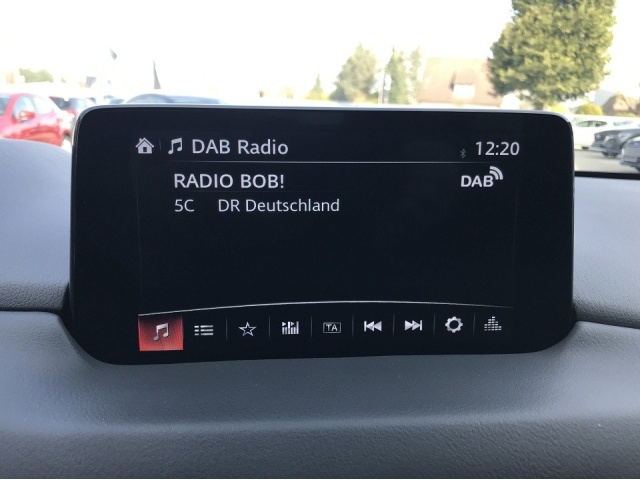 DAB Radio 12:20
RADIO BOB! DAB
5C DR Deutschland
TA